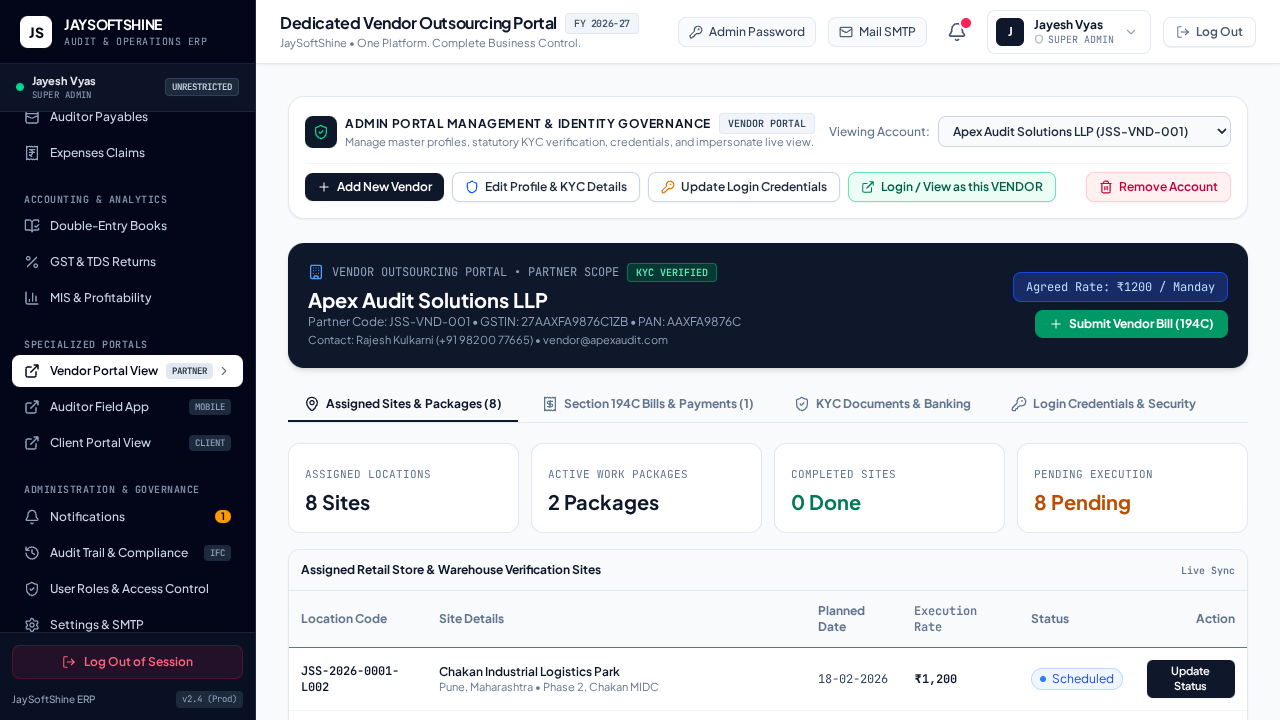 JS
JAYSOFTSHINE
AUDIT & OPERATIONS ERP
Jayesh Vyas
SUPER ADMIN
UNRESTRICTED
Auditor Payables
Expenses Claims
ACCOUNTING & ANALYTICS
Double-Entry Books
GST & TDS Returns
MIS & Profitability
SPECIALIZED PORTALS
Vendor Portal View PARTNER
Auditor Field App MOBILE
Client Portal View CLIENT
ADMINISTRATION & GOVERNANCE
Notifications 1
Audit Trail & Compliance IFC
User Roles & Access Control
Settings & SMTP
Log Out of Session
JaySoftShine ERP v2.4 (Prod)
Dedicated Vendor Outsourcing Portal FY 2026-27
JaySoftShine • One Platform. Complete Business Control.
Admin Password
Mail SMTP
J
Jayesh Vyas
SUPER ADMIN
Log Out
ADMIN PORTAL MANAGEMENT & IDENTITY GOVERNANCE VENDOR PORTAL
Manage master profiles, statutory KYC verification, credentials, and impersonate live view.
Viewing Account: Apex Audit Solutions LLP (JSS-VND-001)
Add New Vendor
Edit Profile & KYC Details
Update Login Credentials
Login / View as this VENDOR
Remove Account
VENDOR OUTSOURCING PORTAL • PARTNER SCOPE KYC VERIFIED
Apex Audit Solutions LLP
Partner Code: JSS-VND-001 • GSTIN: 27AAXFA9876C1ZB • PAN: AAXFA9876C
Contact: Rajesh Kulkarni (+91 98200 77665) • vendor@apexaudit.com
Agreed Rate: ₹1200 / Manday
Submit Vendor Bill (194C)
Assigned Sites & Packages (8)
Section 194C Bills & Payments (1)
KYC Documents & Banking
Login Credentials & Security
ASSIGNED LOCATIONS
8 Sites
ACTIVE WORK PACKAGES
2 Packages
COMPLETED SITES
0 Done
PENDING EXECUTION
8 Pending
Assigned Retail Store & Warehouse Verification Sites
Live Sync
Location Code
Site Details
Planned
Date
Execution
Rate
Status
Action
JSS-2026-0001-
L002
Chakan Industrial Logistics Park
Pune, Maharashtra • Phase 2, Chakan MIDC
18-02-2026
₹1,200
Scheduled
Update
Status